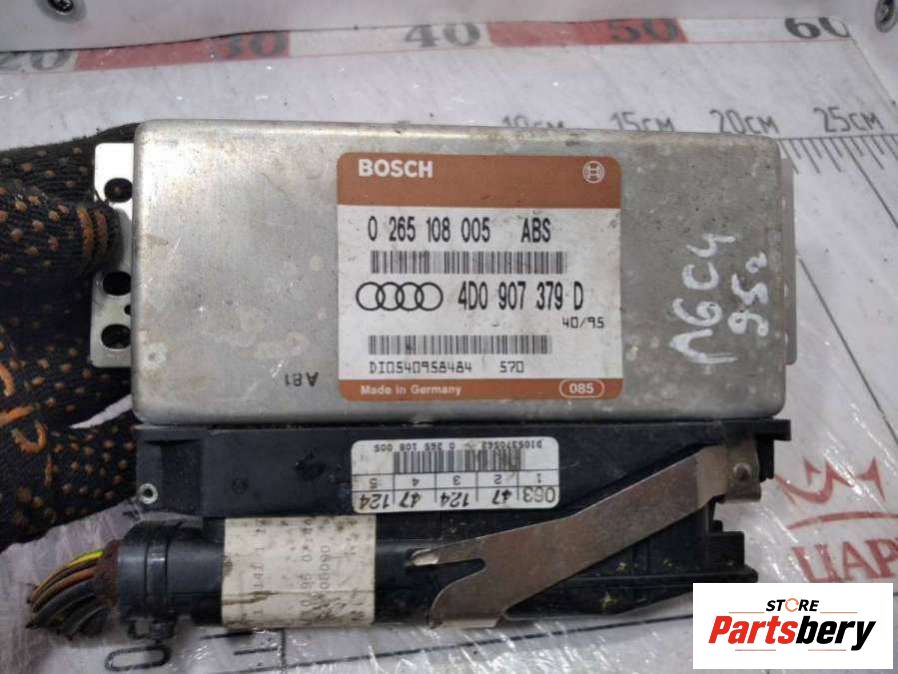 20 30 40 50 60
10см 15см 20см 25см
BOSCH
0 265 108 005 ABS
4D0 907 379 D
40/95
DI0540958484 570
Made in Germany 085
A81
A6C4
95г
0 265 108 005
1 2 3 4 5
063 47 124 47 124
ЦАР
STORE
Partsbery